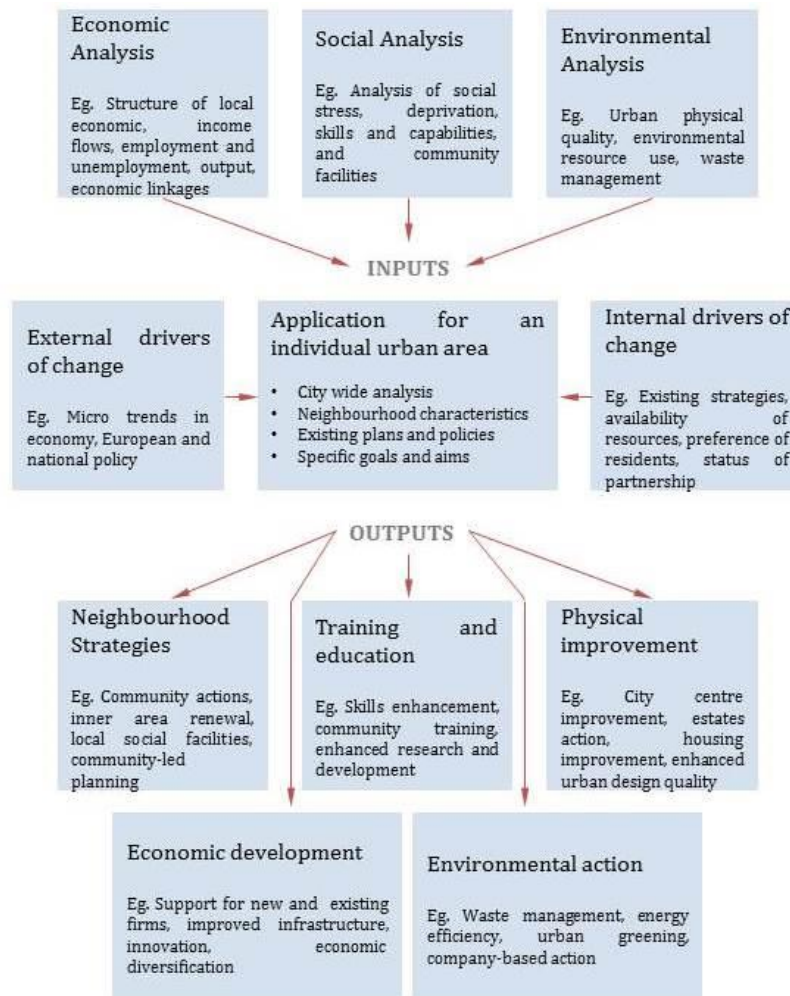 Economic
Analysis
Eg. Structure of local
economic, income
flows, employment and
unemployment, output,
economic linkages
Social Analysis
Eg. Analysis of social
stress, deprivation,
skills and capabilities,
and community
facilities
Environmental
Analysis
Eg. Urban physical
quality, environmental
resource use, waste
management
INPUTS
External drivers
of change
Eg. Micro trends in
economy, European and
national policy
Application for an
individual urban area
• City wide analysis
• Neighbourhood characteristics
• Existing plans and policies
• Specific goals and aims
Internal drivers of
change
Eg. Existing strategies,
availability of
resources, preference of
residents, status of
partnership
OUTPUTS
Neighbourhood
Strategies
Eg. Community actions,
inner area renewal,
local social facilities,
community-led
planning
Training and
education
Eg. Skills enhancement,
community training,
enhanced research and
development
Physical
improvement
Eg. City centre
improvement, estates
action, housing
improvement, enhanced
urban design quality
Economic development
Eg. Support for new and existing
firms, improved infrastructure,
innovation, economic
diversification
Environmental action
Eg. Waste management, energy
efficiency, urban greening,
company-based action